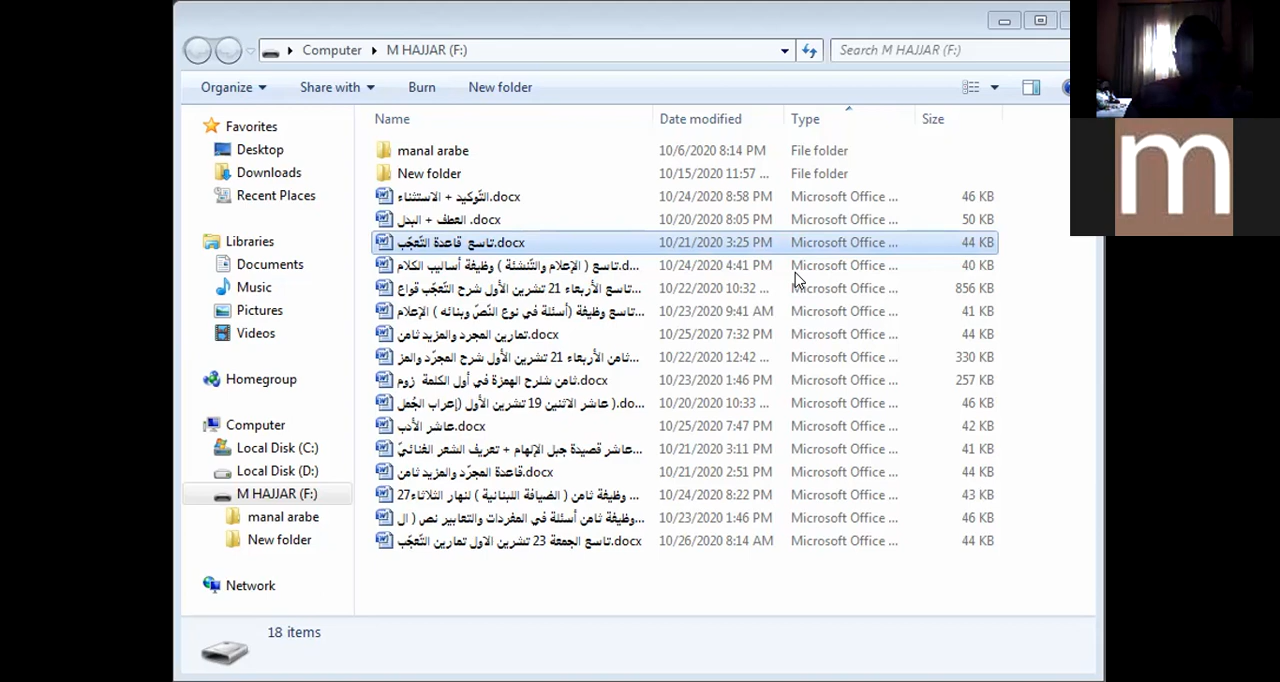 Computer
M HAJJAR (F:)
Search M HAJJAR (F:)
Organize
Share with
Burn
New folder
Name
Date modified
Type
Size
Favorites
Desktop
Downloads
Recent Places
Libraries
Documents
Music
Pictures
Videos
Homegroup
Computer
Local Disk (C:)
Local Disk (D:)
M HAJJAR (F:)
manal arabe
New folder
Network
manal arabe 10/6/2020 8:14 PM File folder
New folder 10/15/2020 11:57 ... File folder
التّوكيد + الاستثناء.docx 10/24/2020 8:58 PM Microsoft Office ... 46 KB
العطف + البدل .docx 10/20/2020 8:05 PM Microsoft Office ... 50 KB
تاسع قاعدة التّعجّب.docx 10/21/2020 3:25 PM Microsoft Office ... 44 KB
تاسع ( الإعلام والتّنشئة ) وظيفة أساليب الكلام.d... 10/24/2020 4:41 PM Microsoft Office ... 40 KB
تاسع الأربعاء 21 تشرين الأول شرح التّعجّب قواع... 10/22/2020 10:32 ... Microsoft Office ... 856 KB
تاسع وظيفة (أسئلة في نوع النّصّ وبنائه ) الإعلام... 10/23/2020 9:41 AM Microsoft Office ... 41 KB
تمارين المجرد والمزيد ثامن.docx 10/25/2020 7:32 PM Microsoft Office ... 44 KB
ثامن الأربعاء 21 تشرين الأول شرح المجرّد والمز... 10/22/2020 12:42 ... Microsoft Office ... 330 KB
ثامن شلرح الهمزة في أول الكلمة زوم.docx 10/23/2020 1:46 PM Microsoft Office ... 257 KB
عاشر الاثنين 19 تشرين الأول (إعراب الجُمل ).do... 10/20/2020 10:33 ... Microsoft Office ... 46 KB
عاشر الأدب.docx 10/25/2020 7:47 PM Microsoft Office ... 42 KB
عاشر قصيدة جبل الإلهام + تعريف الشعر الغنائيّ... 10/21/2020 3:11 PM Microsoft Office ... 41 KB
قاعدة المجرّد والمزيد ثامن.docx 10/21/2020 2:51 PM Microsoft Office ... 44 KB
وظيفة ثامن ( الضيافة اللبنانية ) لنهار الثلاثاء27 ... 10/24/2020 8:22 PM Microsoft Office ... 43 KB
وظيفة ثامن أسئلة في المفردات والتعابير نص ( ال... 10/23/2020 1:46 PM Microsoft Office ... 46 KB
تاسع الجمعة 23 تشرين الاول تمارين التّعجّب.docx 10/26/2020 8:14 AM Microsoft Office ... 44 KB
18 items
m